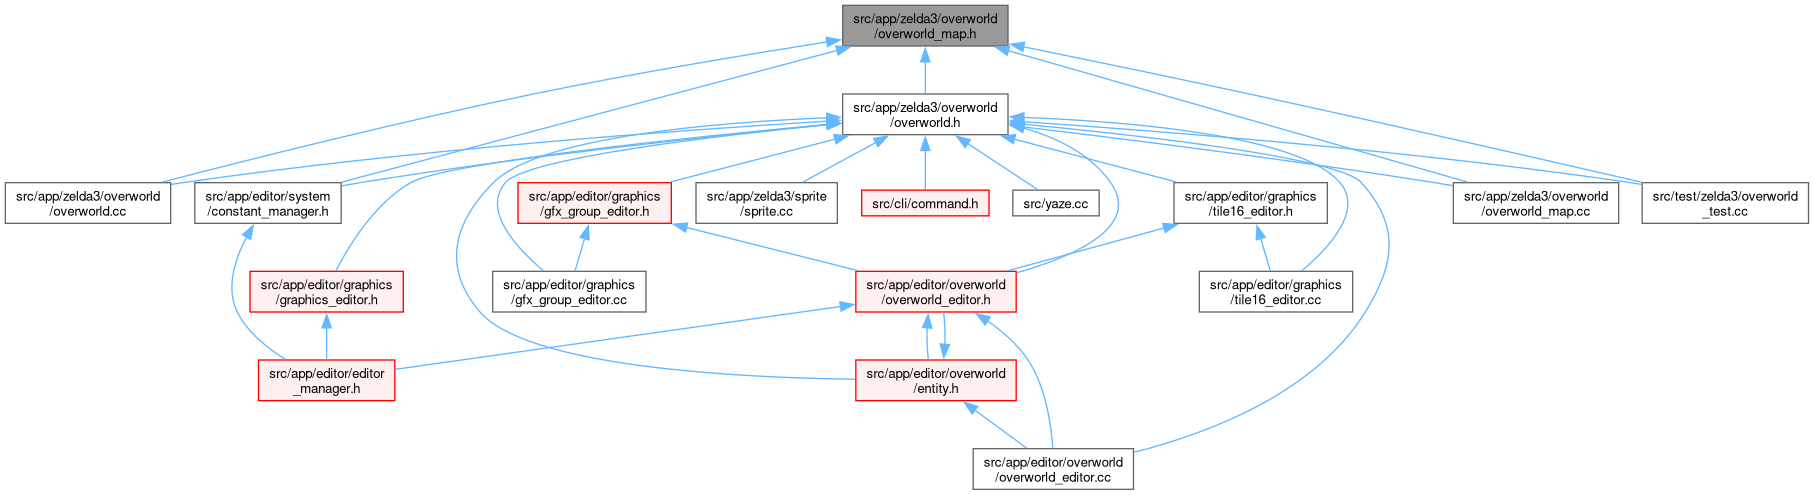 src/app/zelda3/overworld
/overworld_map.h
src/app/zelda3/overworld
/overworld.h
src/app/zelda3/overworld
/overworld.cc
src/app/editor/system
/constant_manager.h
src/app/editor/graphics
/gfx_group_editor.h
src/app/zelda3/sprite
/sprite.cc
src/cli/command.h
src/yaze.cc
src/app/editor/graphics
/tile16_editor.h
src/app/zelda3/overworld
/overworld_map.cc
src/test/zelda3/overworld
_test.cc
src/app/editor/graphics
/graphics_editor.h
src/app/editor/graphics
/gfx_group_editor.cc
src/app/editor/overworld
/overworld_editor.h
src/app/editor/graphics
/tile16_editor.cc
src/app/editor/editor
_manager.h
src/app/editor/overworld
/entity.h
src/app/editor/overworld
/overworld_editor.cc